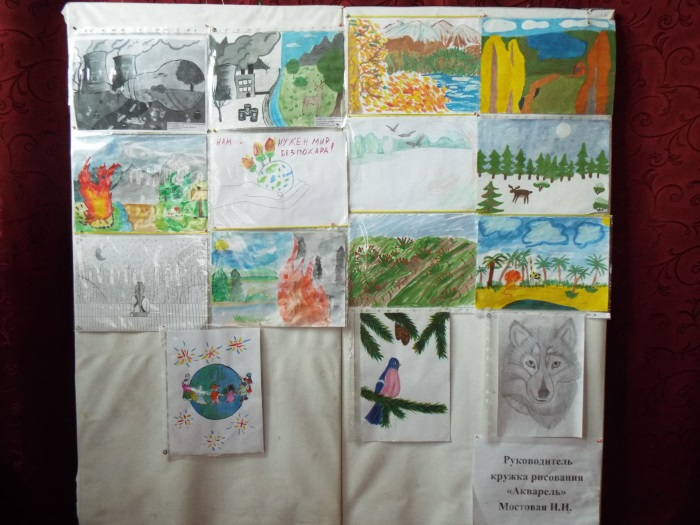 НАМ НУЖЕН МИР
БЕЗ ПОЖАРА!
Руководитель
кружка рисования
«Акварель»
Мостовая И.И.